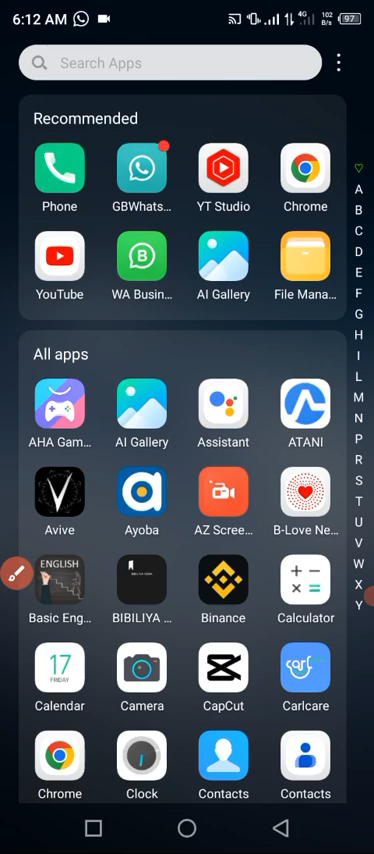 6:12 AM
4G
102
B/s
97
Search Apps
Recommended
Phone
GBWhats...
YT Studio
Chrome
YouTube
WA Busin...
AI Gallery
File Mana...
All apps
AHA Gam...
AI Gallery
Assistant
ATANI
Avive
Ayoba
AZ Scree...
B-Love Ne...
ENGLISH
Basic Eng...
BIBILIYA ...
Binance
Calculator
17
FRIDAY
Calendar
Camera
CapCut
carlcare
Carlcare
Chrome
Clock
Contacts
Contacts
A
B
C
D
E
F
G
H
I
L
M
N
P
R
S
T
U
V
W
X
Y